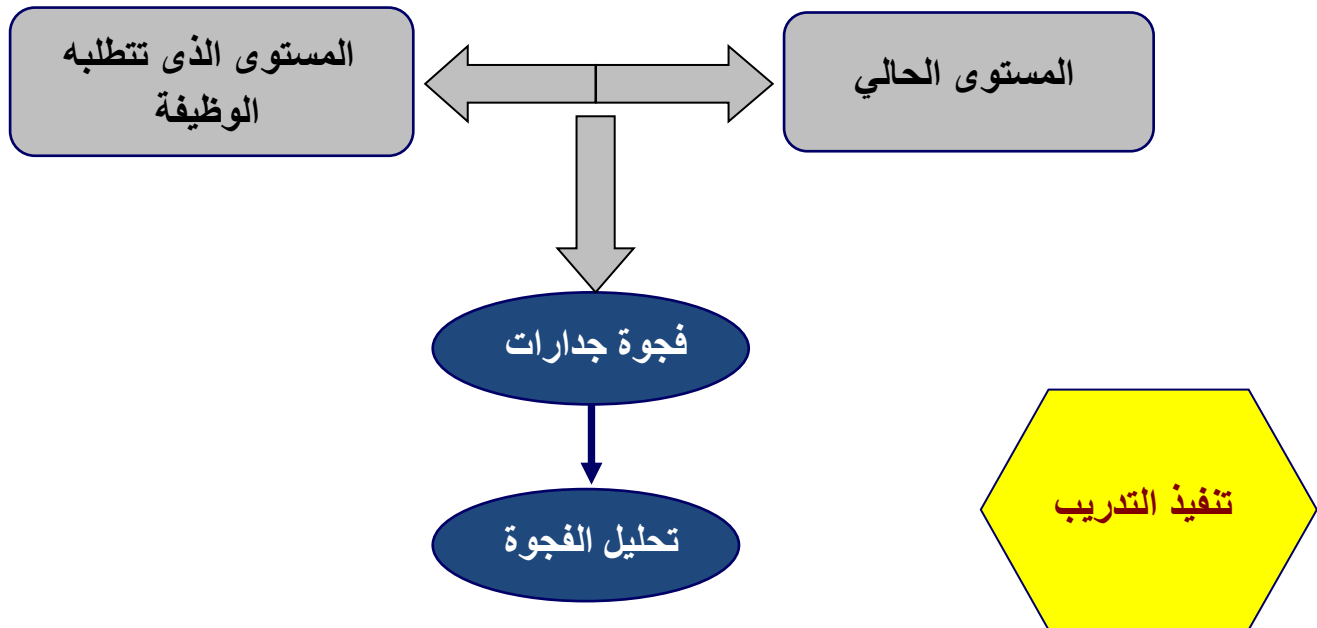 المستوى الحالي
المستوى الذى تتطلبه
الوظيفة
فجوة جدارات
تحليل الفجوة
تنفيذ التدريب